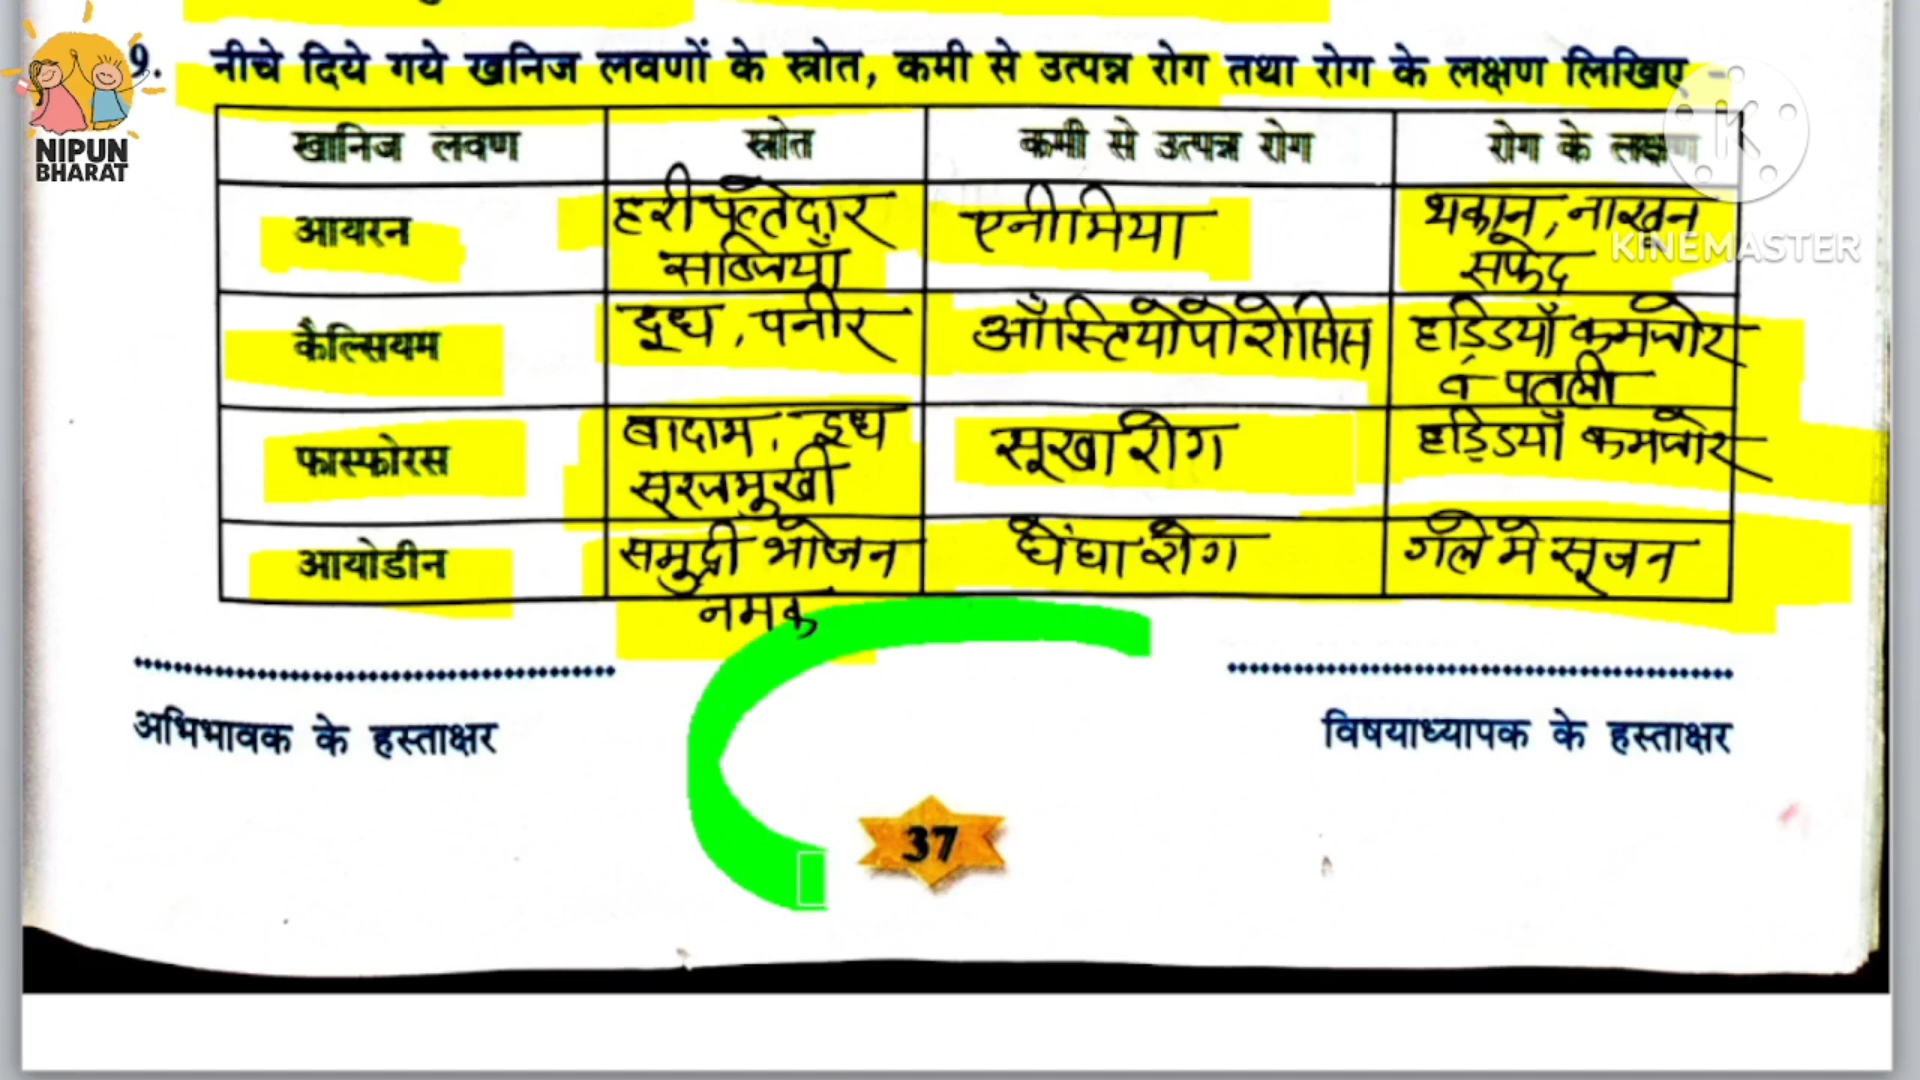 9. नीचे दिये गये खनिज लवणों के स्त्रोत, कमी से उत्पन्न रोग तथा रोग के लक्षण लिखिए -
NIPUN
BHARAT
खानिज लवण स्त्रोत कमी से उत्पन्न रोग रोग के लक्षण
K
KINEMASTER
आयरन हरी पत्तेदार एनीमिया थकान, नाखून
सब्जियाँ सफेद
कैल्सियम दूध, पनीर ऑस्तियोपोरोसिस हड्डियाँ कमजोर
व पतली
फास्फोरस बादाम, दूध सूखा रोग हड्डियाँ कमजोर
सूरजमुखी
आयोडीन समुद्री भोजन घेंघा रोग गले मे सूजन
नमक
अभिभावक के हस्ताक्षर विषयाध्यापक के हस्ताक्षर
37